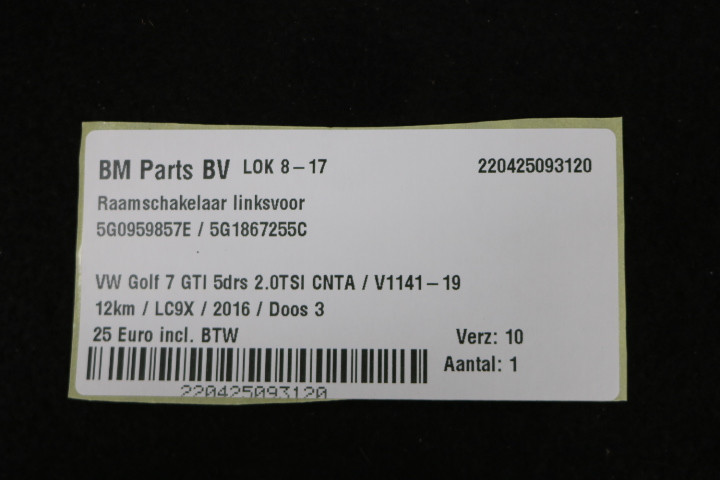 BM Parts BV LOK 8-17 220425093120
Raamschakelaar linksvoor
5G0959857E / 5G1867255C
VW Golf 7 GTI 5drs 2.0TSI CNTA / V1141-19
12km / LC9X / 2016 / Doos 3
25 Euro incl. BTW Verz: 10
Aantal: 1
220425093120